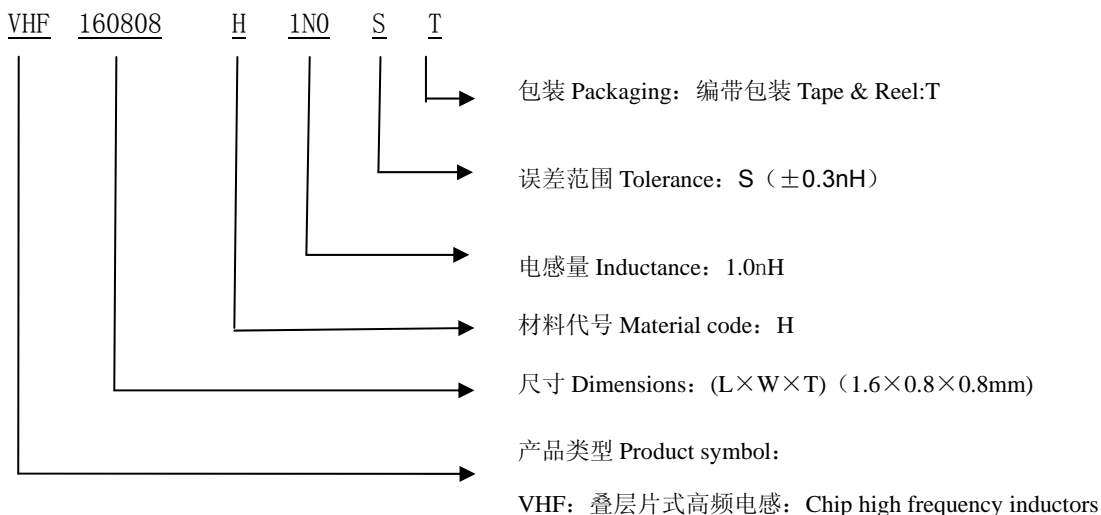 VHF 160808 H 1N0 S T
包装 Packaging：编带包装 Tape & Reel:T
误差范围 Tolerance：S（±0.3nH）
电感量 Inductance：1.0nH
材料代号 Material code：H
尺寸 Dimensions：(L×W×T)（1.6×0.8×0.8mm)
产品类型 Product symbol：
VHF：叠层片式高频电感：Chip high frequency inductors